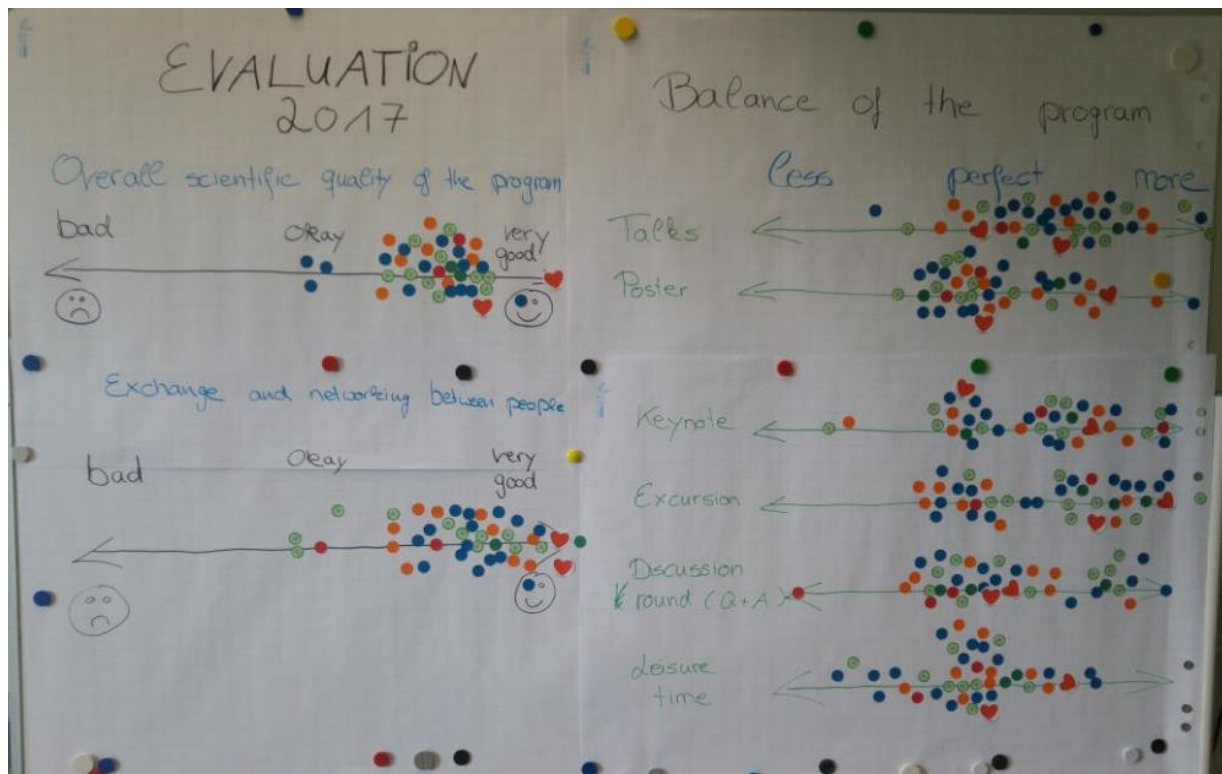 EVALUATION
2017
Overall scientific quality of the program
bad
Okay
very
good
Exchange and networking between people
bad
Okay
very
good
Balance of the program
less perfect more
Talks
Poster
Keynote
Excursion
Discussion
round (Q+A)
Leisure
time